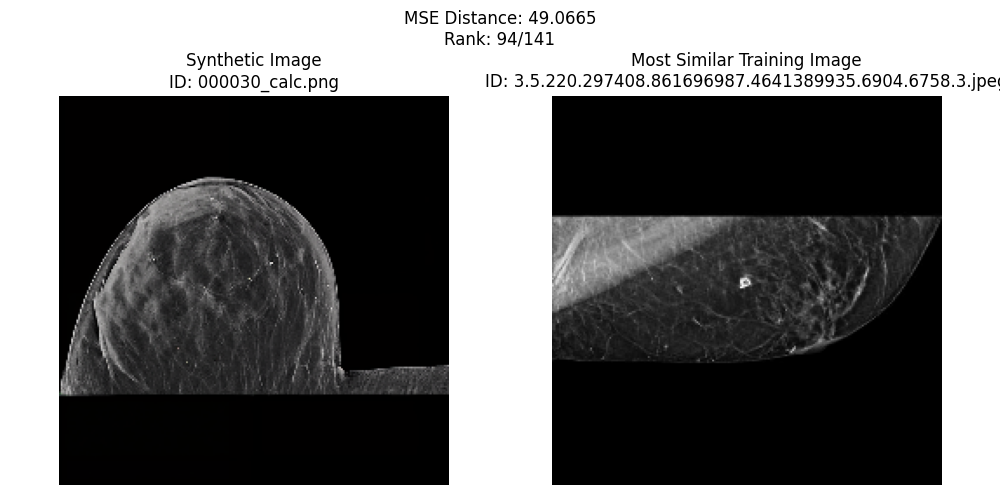 MSE Distance: 49.0665
Rank: 94/141
Synthetic Image
ID: 000030_calc.png
Most Similar Training Image
ID: 3.5.220.297408.861696987.4641389935.6904.6758.3.jpeg